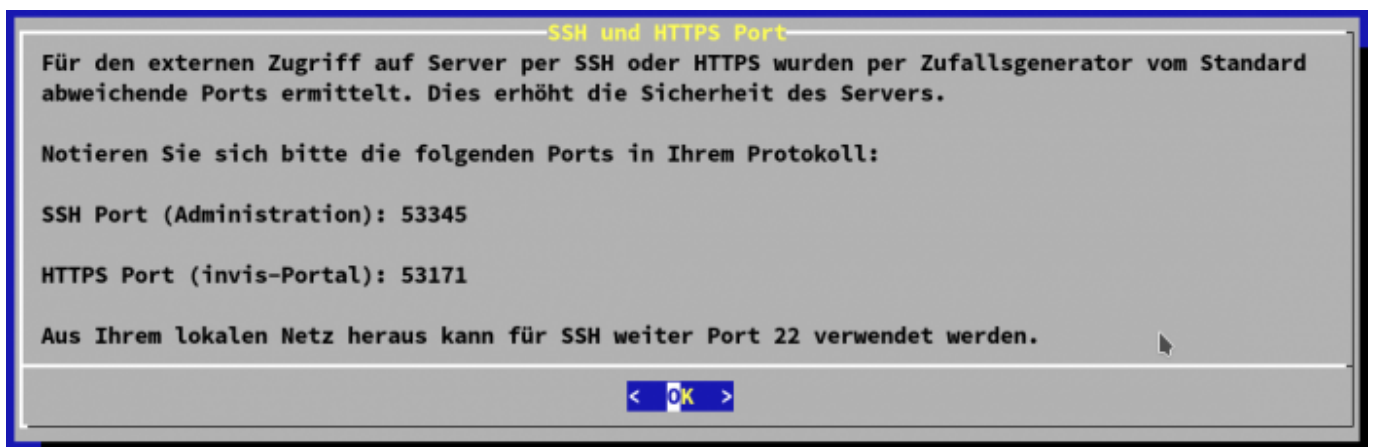 SSH und HTTPS Port
Für den externen Zugriff auf Server per SSH oder HTTPS wurden per Zufallsgenerator vom Standard
abweichende Ports ermittelt. Dies erhöht die Sicherheit des Servers.
Notieren Sie sich bitte die folgenden Ports in Ihrem Protokoll:
SSH Port (Administration): 53345
HTTPS Port (invis-Portal): 53171
Aus Ihrem lokalen Netz heraus kann für SSH weiter Port 22 verwendet werden.
< OK >